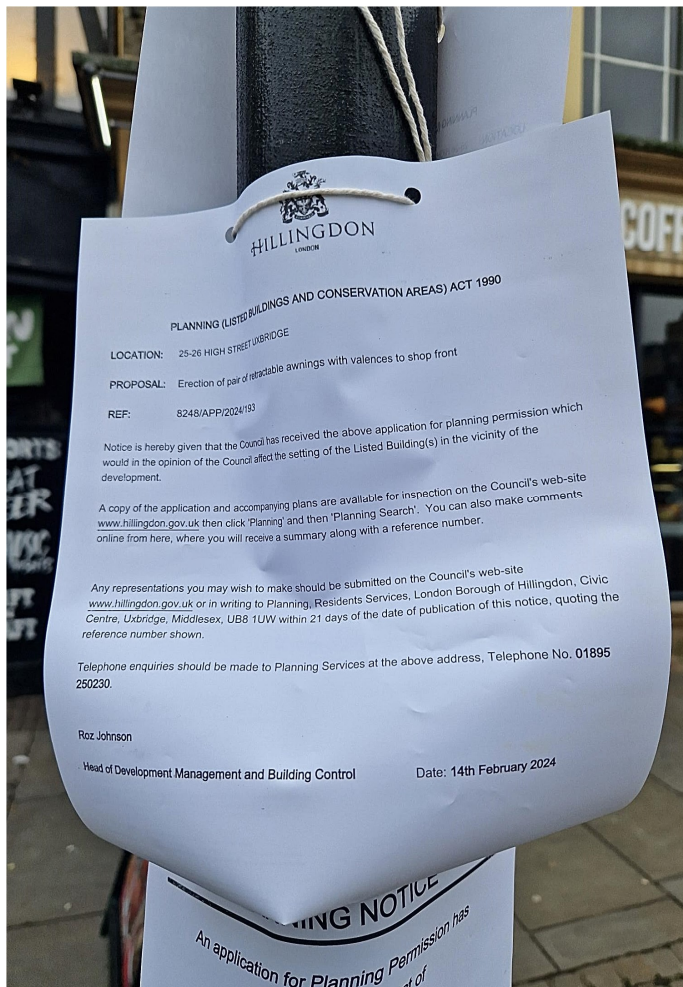 HILLINGDON
LONDON
PLANNING (LISTED BUILDINGS AND CONSERVATION AREAS) ACT 1990
LOCATION: 25-26 HIGH STREET UXBRIDGE
PROPOSAL: Erection of pair of retractable awnings with valences to shop front
REF: 8248/APP/2024/193
Notice is hereby given that the Council has received the above application for planning permission which
would in the opinion of the Council affect the setting of the Listed Building(s) in the vicinity of the
development.
A copy of the application and accompanying plans are available for inspection on the Council's web-site
www.hillingdon.gov.uk then click 'Planning' and then 'Planning Search'. You can also make comments
online from here, where you will receive a summary along with a reference number.
Any representations you may wish to make should be submitted on the Council's web-site
www.hillingdon.gov.uk or in writing to Planning, Residents Services, London Borough of Hillingdon, Civic
Centre, Uxbridge, Middlesex, UB8 1UW within 21 days of the date of publication of this notice, quoting the
reference number shown.
Telephone enquiries should be made to Planning Services at the above address, Telephone No. 01895
250230.
Roz Johnson
Head of Development Management and Building Control Date: 14th February 2024
NING NOTICE
An application for Planning Permission has
t of
COFF